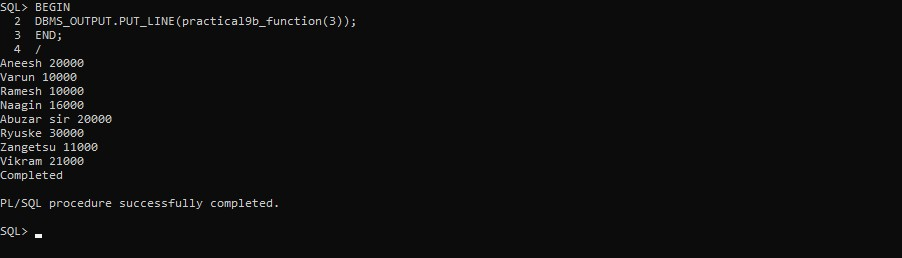 SQL> BEGIN
2 DBMS_OUTPUT.PUT_LINE(practical9b_function(3));
3 END;
4 /
Aneesh 20000
Varun 10000
Ramesh 10000
Naagin 16000
Abuzar sir 20000
Ryuske 30000
Zangetsu 11000
Vikram 21000
Completed
PL/SQL procedure successfully completed.
SQL>